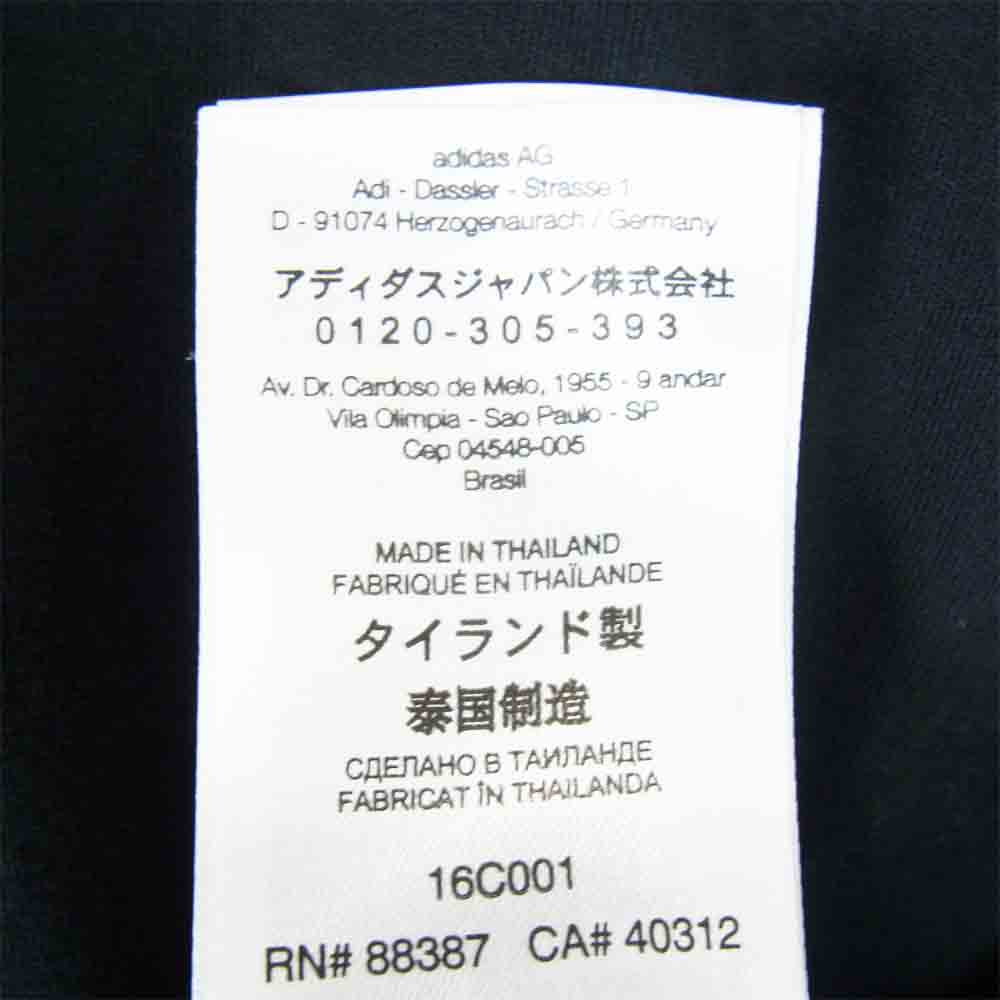 adidas AG
Adi - Dassler - Strasse 1
D - 91074 Herzogenaurach / Germany
アディダスジャパン株式会社
0120-305-393
Av. Dr. Cardoso de Melo, 1955 - 9 andar
Vila Olimpia - Sao Paulo - SP
Cep 04548-005
Brasil
MADE IN THAILAND
FABRIQUÉ EN THAÏLANDE
タイランド製
泰国制造
СДЕЛАНО В ТАИЛАНДЕ
FABRICAT ÎN THAILANDA
16C001
RN# 88387 CA# 40312